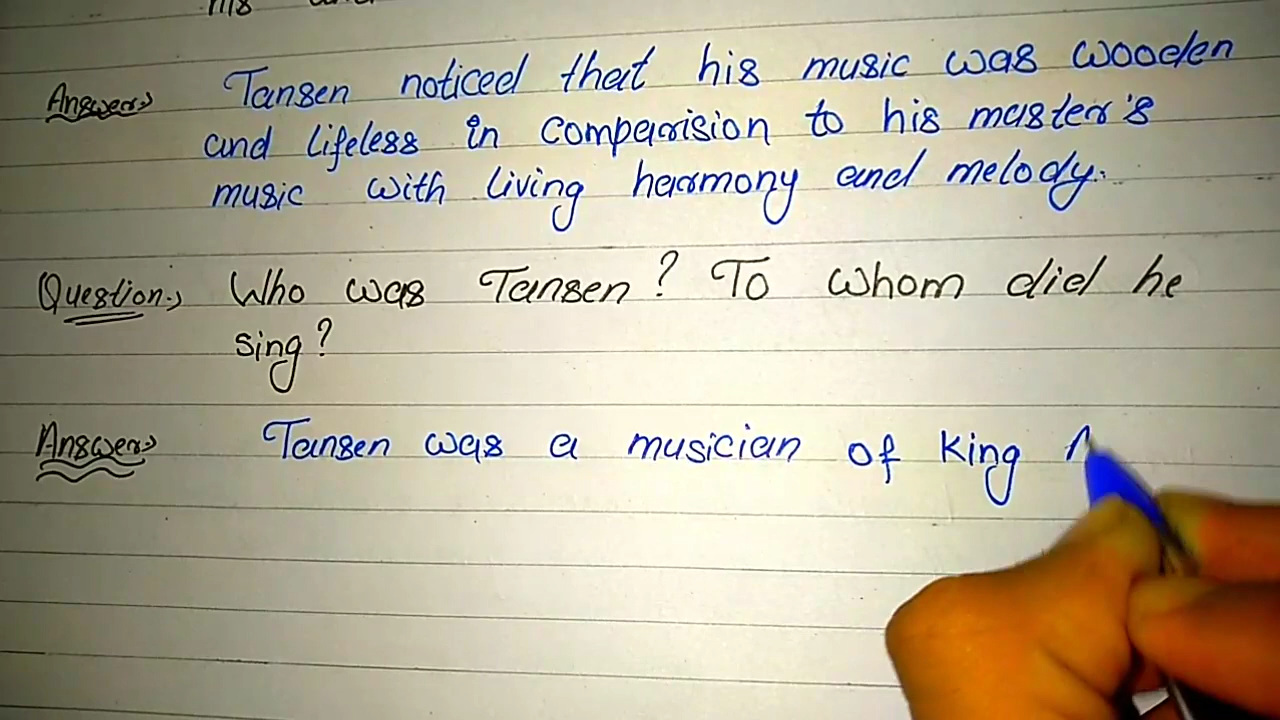 his
Answer:> Tansen noticed that his music was wooden
and lifeless in comparision to his master's
music with living harmony and melody.
Question:> Who was Tansen? To whom did he
sing?
Answer:> Tansen was a musician of king